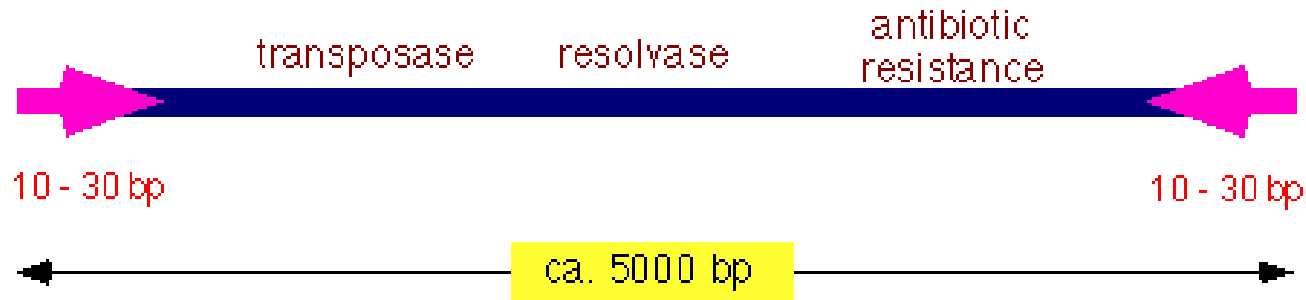 transposase
resolvase
antibiotic
resistance
10 - 30 bp
10 - 30 bp
ca. 5000 bp